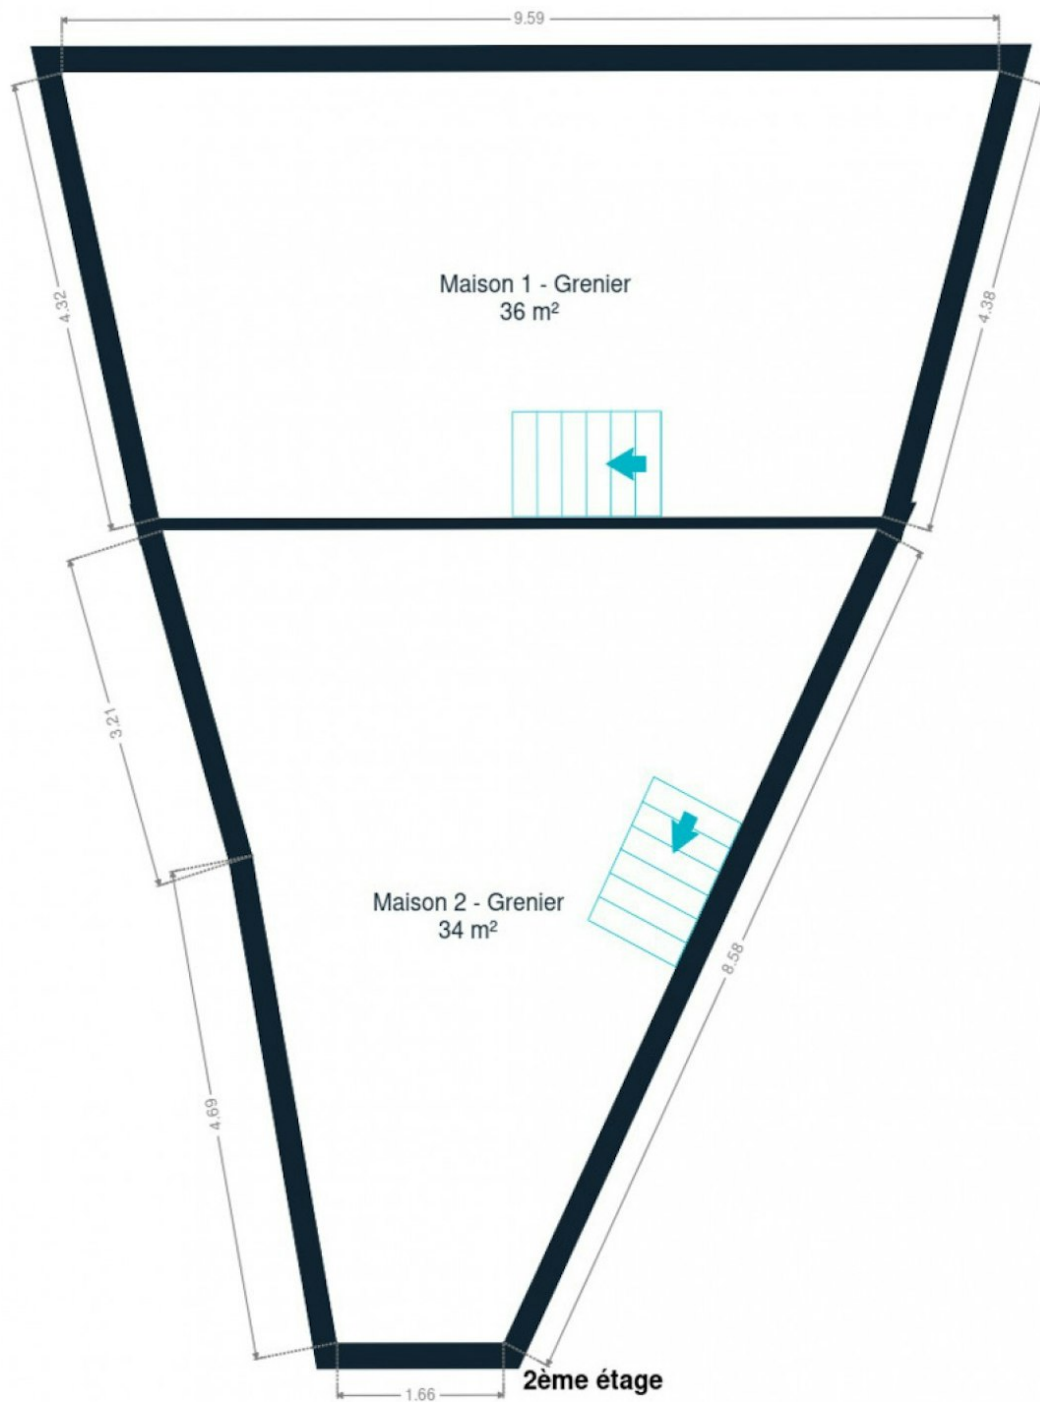 9.59
Maison 1 - Grenier
36 m²
4.32
4.38
3.21
Maison 2 - Grenier
34 m²
8.58
4.69
2ème étage
1.66